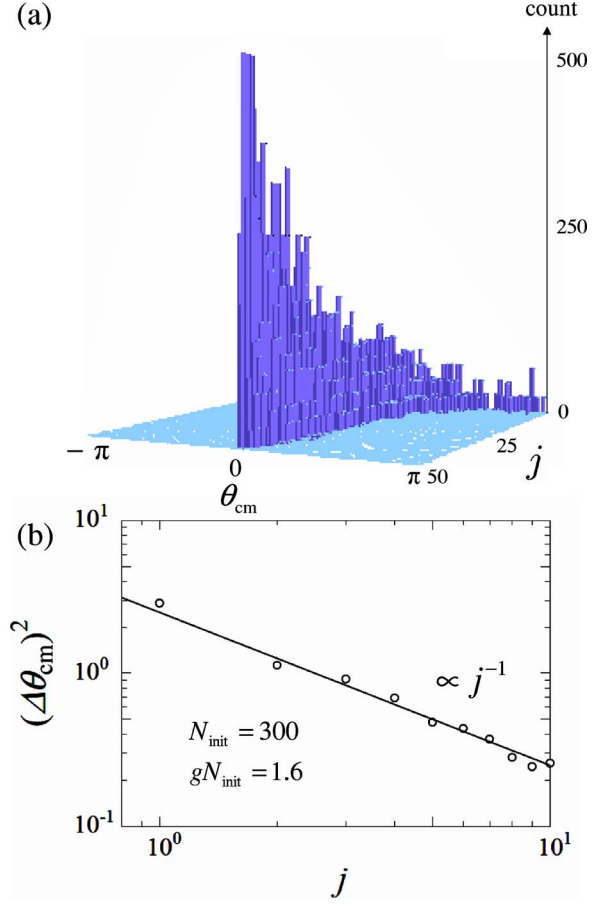 (a)
count
500
250
0
25
j
− π
0
π 50
θcm
(b)
10¹
(Δθcm)²
10⁰
10⁻¹
∝ j⁻¹
Ninit = 300
gNinit = 1.6
10⁰
10¹
j